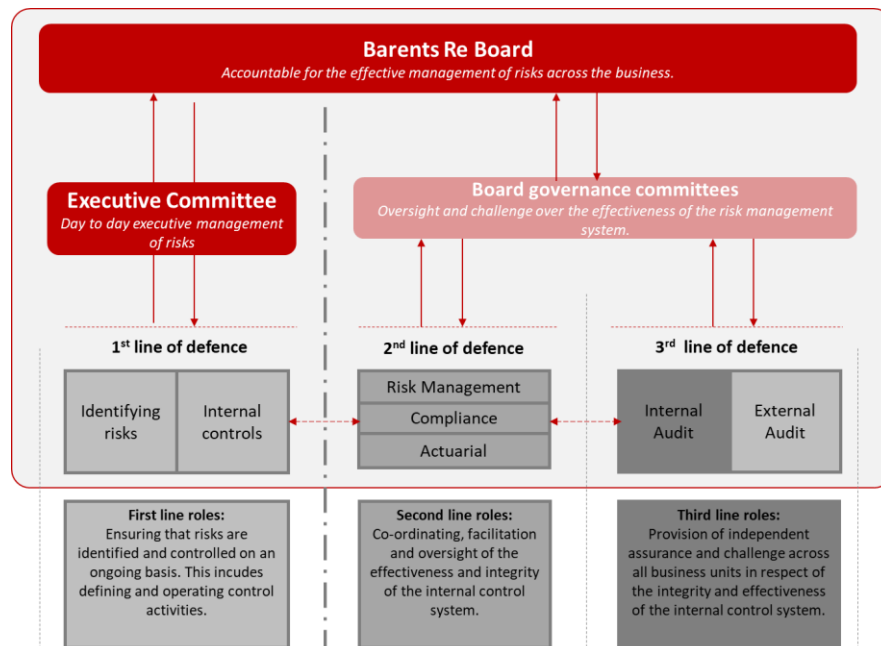 Barents Re Board
Accountable for the effective management of risks across the business.
Executive Committee
Day to day executive management
of risks
Board governance committees
Oversight and challenge over the effectiveness of the risk management
system.
1st line of defence
2nd line of defence
3rd line of defence
Identifying
risks
Internal
controls
Risk Management
Compliance
Actuarial
Internal
Audit
External
Audit
First line roles:
Ensuring that risks are
identified and controlled on an
ongoing basis. This incudes
defining and operating control
activities.
Second line roles:
Co-ordinating, facilitation
and oversight of the
effectiveness and integrity
of the internal control
system.
Third line roles:
Provision of independent
assurance and challenge across
all business units in respect of
the integrity and effectiveness
of the internal control system.